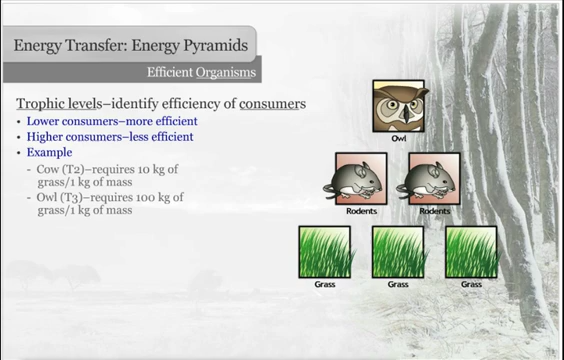 Energy Transfer: Energy Pyramids
Efficient Organisms
Trophic levels–identify efficiency of consumers
• Lower consumers–more efficient
• Higher consumers–less efficient
• Example
- Cow (T2)–requires 10 kg of
grass/1 kg of mass
- Owl (T3)–requires 100 kg of
grass/1 kg of mass
Owl
Rodents Rodents
Grass Grass Grass